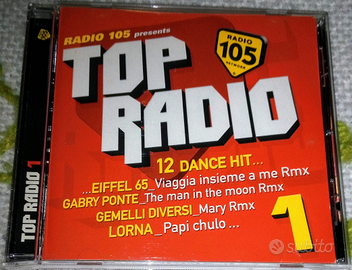 RADIO 105 presents
TOP
RADIO
RADIO
105
NETWORK
12 DANCE HIT...
...EIFFEL 65_Viaggia insieme a me Rmx
GABRY PONTE_The man in the moon Rmx
GEMELLI DIVERSI_Mary Rmx
LORNA_Papi chulo ...
1
TOP RADIO 1
subito